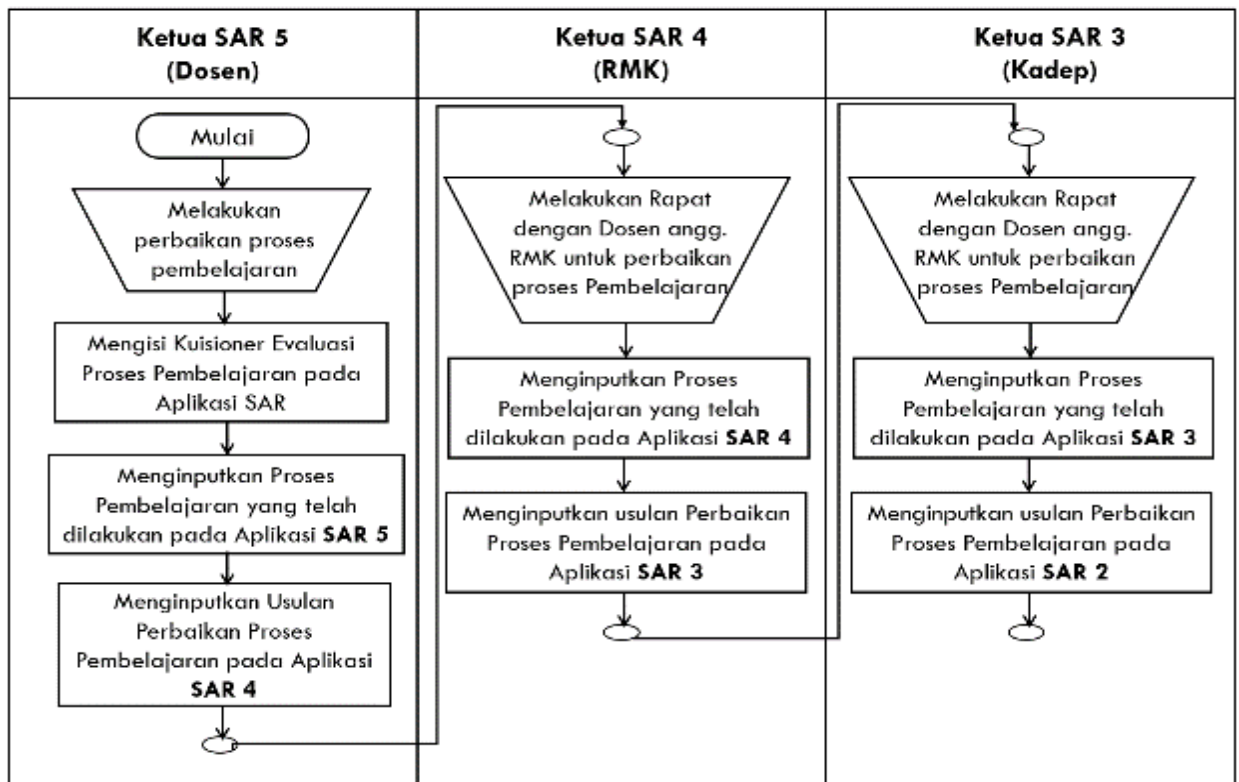 Ketua SAR 5
(Dosen)
Mulai
Melakukan
perbaikan proses
pembelajaran
Mengisi Kuisioner Evaluasi
Proses Pembelajaran pada
Aplikasi SAR
Menginputkan Proses
Pembelajaran yang telah
dilakukan pada Aplikasi SAR 5
Menginputkan Usulan
Perbaikan Proses
Pembelajaran pada Aplikasi
SAR 4
Ketua SAR 4
(RMK)
Melakukan Rapat
dengan Dosen angg.
RMK untuk perbaikan
proses Pembelajaran
Menginputkan Proses
Pembelajaran yang telah
dilakukan pada Aplikasi SAR 4
Menginputkan usulan Perbaikan
Proses Pembelajaran pada
Aplikasi SAR 3
Ketua SAR 3
(Kadep)
Melakukan Rapat
dengan Dosen angg.
RMK untuk perbaikan
proses Pembelajaran
Menginputkan Proses
Pembelajaran yang telah
dilakukan pada Aplikasi SAR 3
Menginputkan usulan Perbaikan
Proses Pembelajaran pada
Aplikasi SAR 2